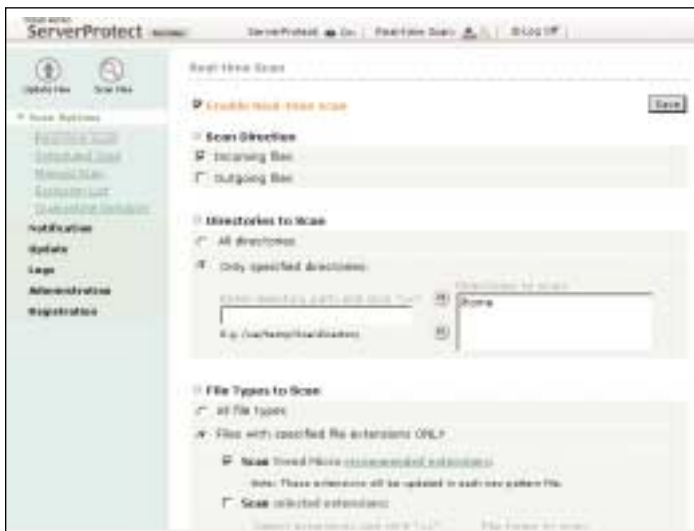 ServerProtect
ServerProtect On | Real-time Scan: | Log Off |
Update Now Scan Now
Real-time Scan
Enable Real-time Scan Save
Scan Options
Real-time Scan
Scheduled Scan
Manual Scan
Exclusion List
Notification
Update
Logs
Administration
Registration
Scan Direction
Incoming files
Outgoing files
Directories to Scan
All directories
Only specified directories:
Enter directory path and click
Directories to scan:
/home
File Types to Scan
All file types
Files with specified file extensions ONLY
Scan Trend Micro recommended extensions
Note: These extensions will be updated in each new pattern file.
Scan selected extensions: